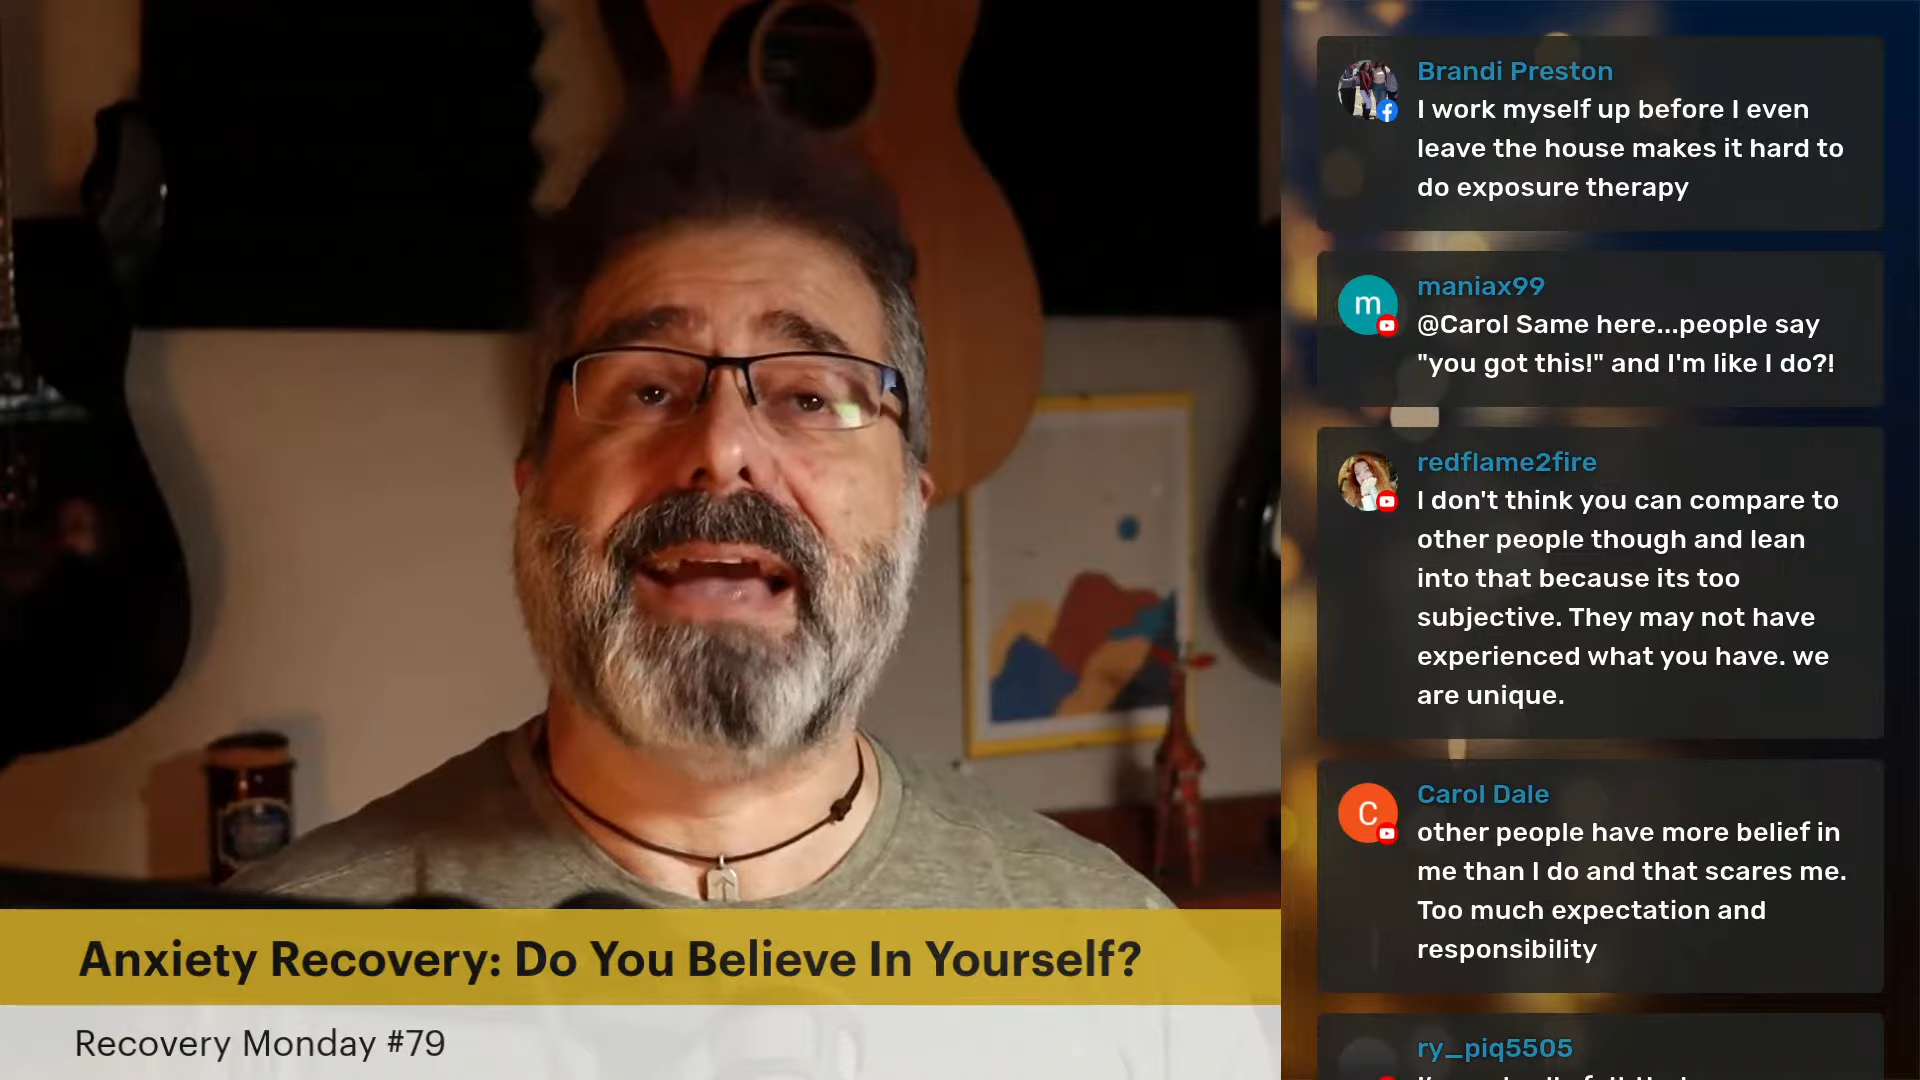 Anxiety Recovery: Do You Believe In Yourself?
Recovery Monday #79
Brandi Preston
I work myself up before I even
leave the house makes it hard to
do exposure therapy
m
maniax99
@Carol Same here...people say
"you got this!" and I'm like I do?!
redflame2fire
I don't think you can compare to
other people though and lean
into that because its too
subjective. They may not have
experienced what you have. we
are unique.
C
Carol Dale
other people have more belief in
me than I do and that scares me.
Too much expectation and
responsibility
ry_piq5505